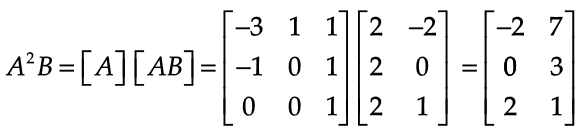 A²B = [A][AB] = [−3 1 1; −1 0 1; 0 0 1] [2 −2; 2 0; 2 1] = [−2 7; 0 3; 2 1]